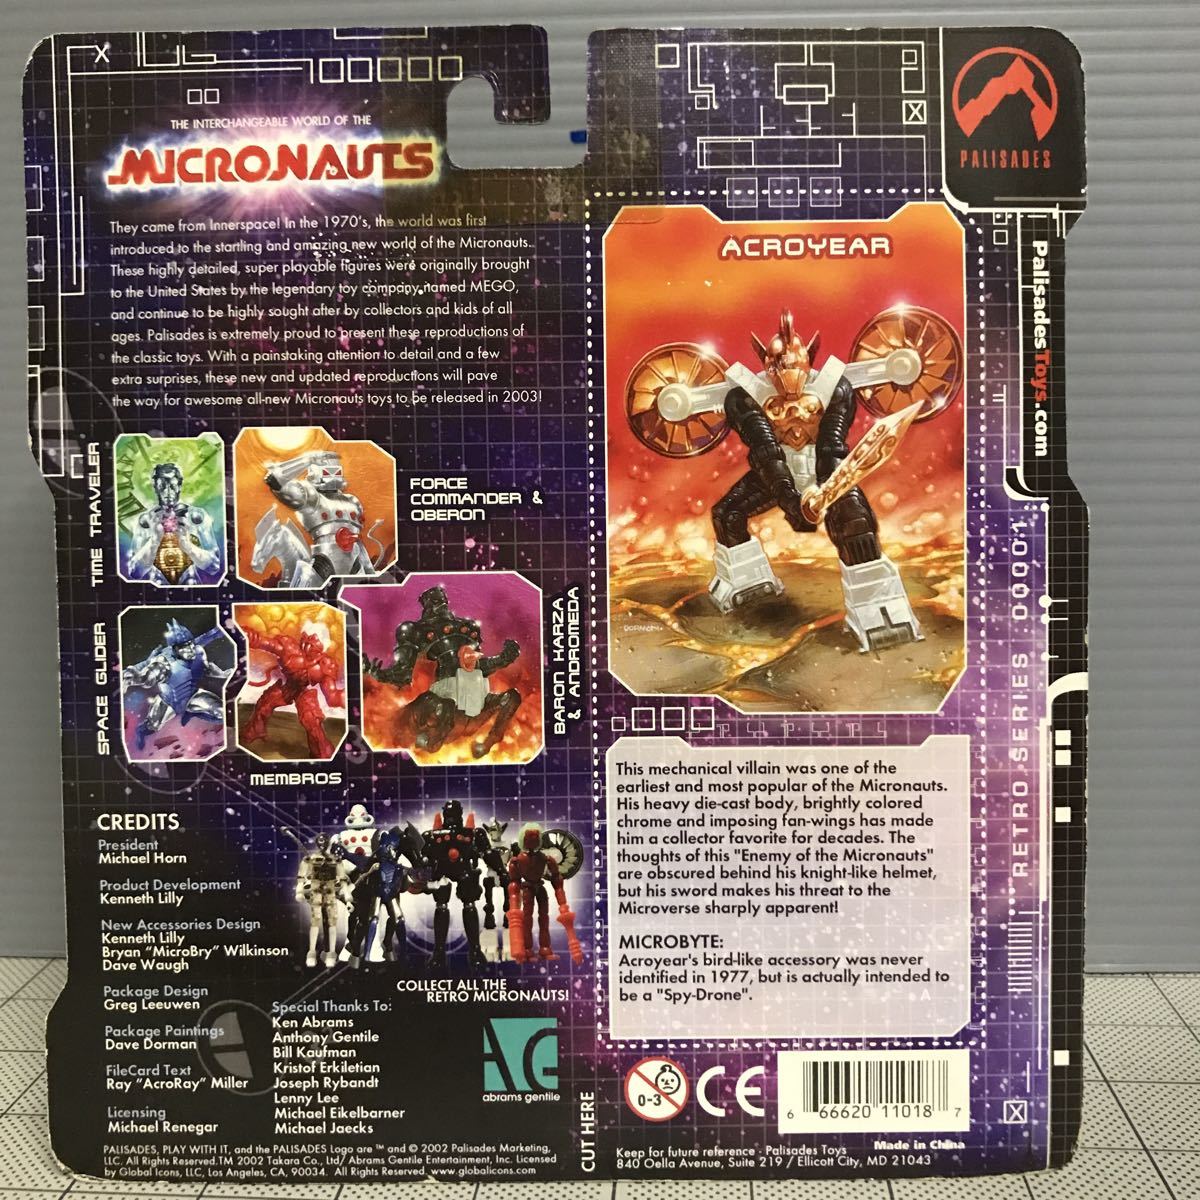 THE INTERCHANGEABLE WORLD OF THE
MICRONAUTS
They came from Innerspace! In the 1970's, the world was first
introduced to the startling and amazing new world of the Micronauts.
These highly detailed, super playable figures were originally brought
to the United States by the legendary toy company named MEGO,
and continue to be highly sought after by collectors and kids of all
ages. Palisades is extremely proud to present these reproductions of
the classic toys. With a painstaking attention to detail and a few
extra surprises, these new and updated reproductions will pave
the way for awesome all-new Micronauts toys to be released in 2003!
TIME TRAVELER
FORCE
COMMANDER &
OBERON
SPACE GLIDER
MEMBROS
BARON HARZA
& ANDROMEDA
CREDITS
President
Michael Horn
Product Development
Kenneth Lilly
New Accessories Design
Kenneth Lilly
Bryan "MicroBry" Wilkinson
Dave Waugh
Package Design
Greg Leeuwen
Package Paintings
Dave Dorman
FileCard Text
Ray "AcroRay" Miller
Licensing
Michael Renegar
COLLECT ALL THE
RETRO MICRONAUTS!
Special Thanks To:
Ken Abrams
Anthony Gentile
Bill Kaufman
Kristof Erkiletian
Joseph Rybandt
Lenny Lee
Michael Eikelbarner
Michael Jaecks
AG
abrams gentile
PALISADES, PLAY WITH IT, and the PALISADES Logo are ™ and © 2002 Palisades Marketing,
LLC. All Rights Reserved.TM 2002 Takara Co., Ltd/ Abrams Gentile Entertainment, Inc. Licensed
by Global Icons, LLC, Los Angeles, CA, 90034. All Rights Reserved. www.globalicons.com
CUT HERE
PALISADES
PalisadesToys.com
RETRO SERIES 00001
ACROYEAR
DORMAN
This mechanical villain was one of the
earliest and most popular of the Micronauts.
His heavy die-cast body, brightly colored
chrome and imposing fan-wings has made
him a collector favorite for decades. The
thoughts of this "Enemy of the Micronauts"
are obscured behind his knight-like helmet,
but his sword makes his threat to the
Microverse sharply apparent!
MICROBYTE:
Acroyear's bird-like accessory was never
identified in 1977, but is actually intended to
be a "Spy-Drone".
0-3
CE
6 66620 11018 7
Made in China
Keep for future reference - Palisades Toys
840 Oella Avenue, Suite 219 / Ellicott City, MD 21043